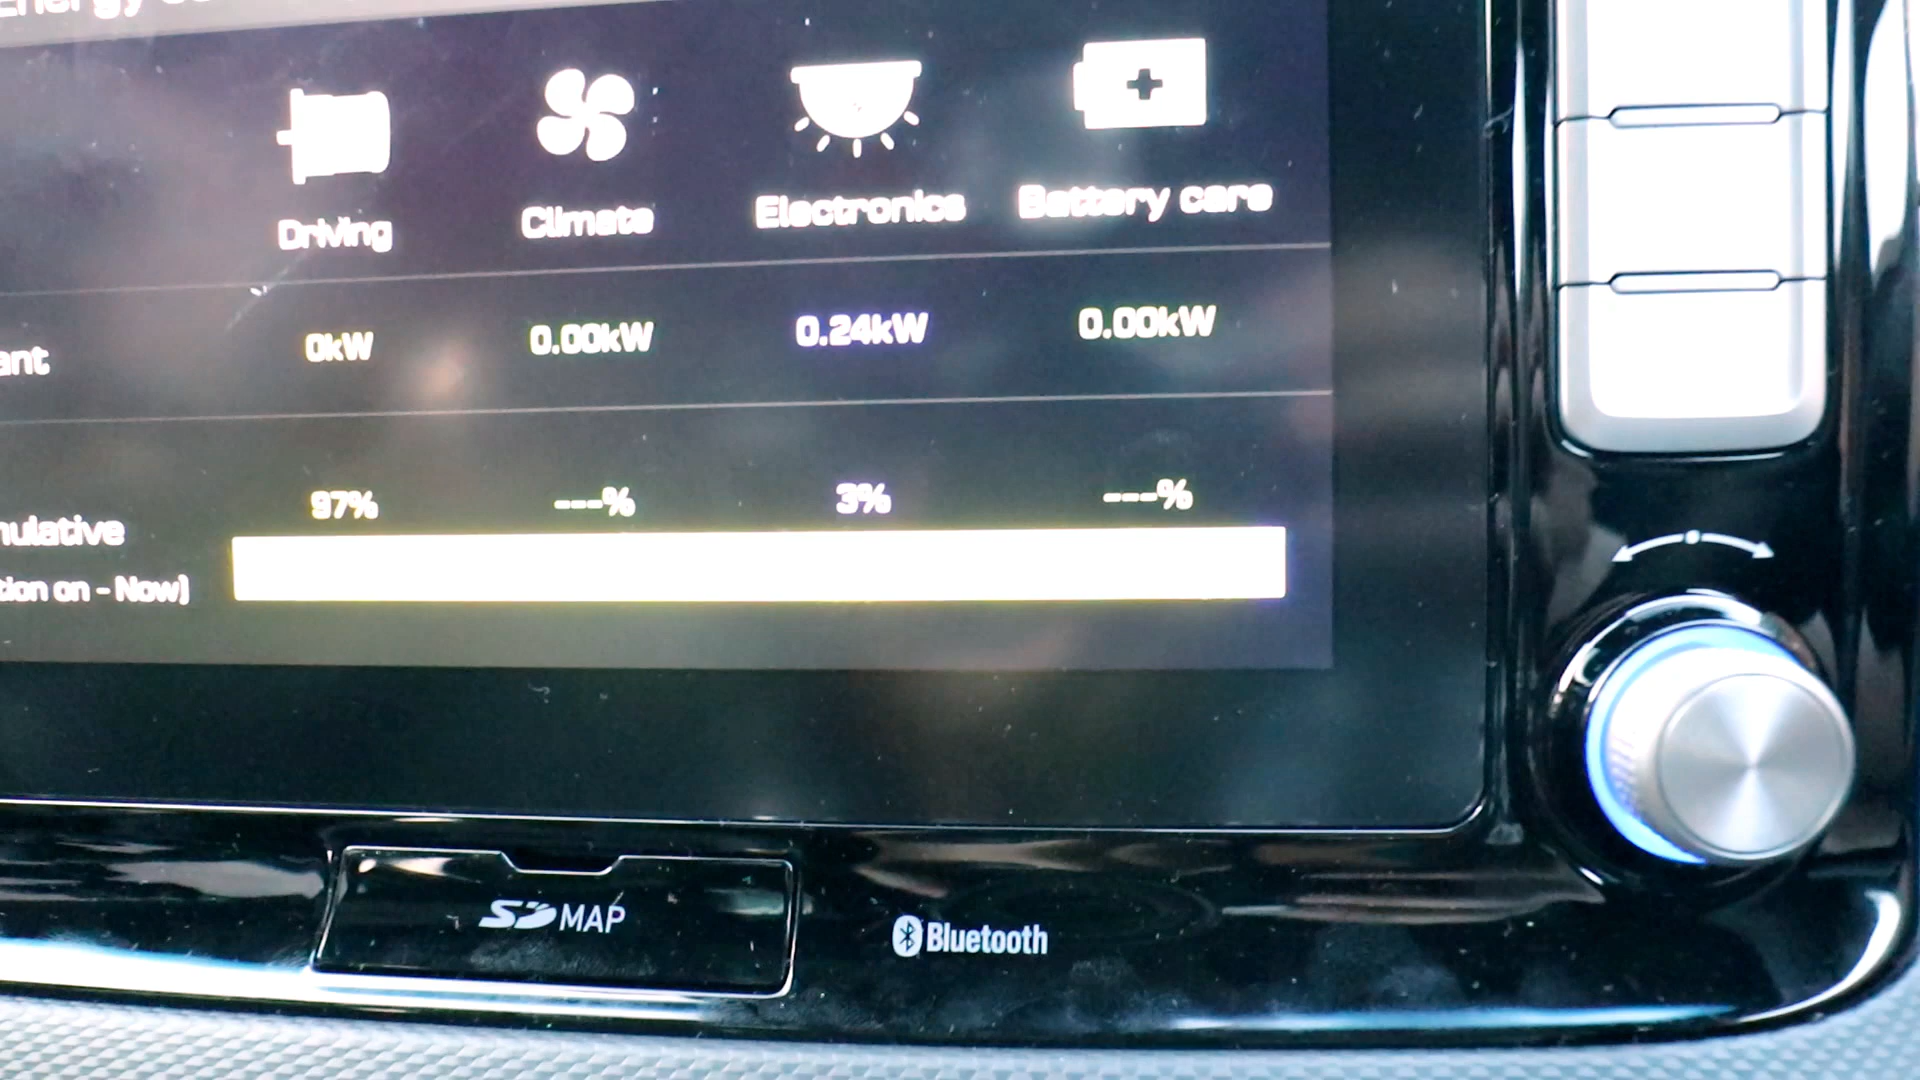 Energy
Driving Climate Electronics Battery care
ant 0kW 0.00kW 0.24kW 0.00kW
97% ---% 3% ---%
nulative
tion on - Now)
SD MAP
Bluetooth